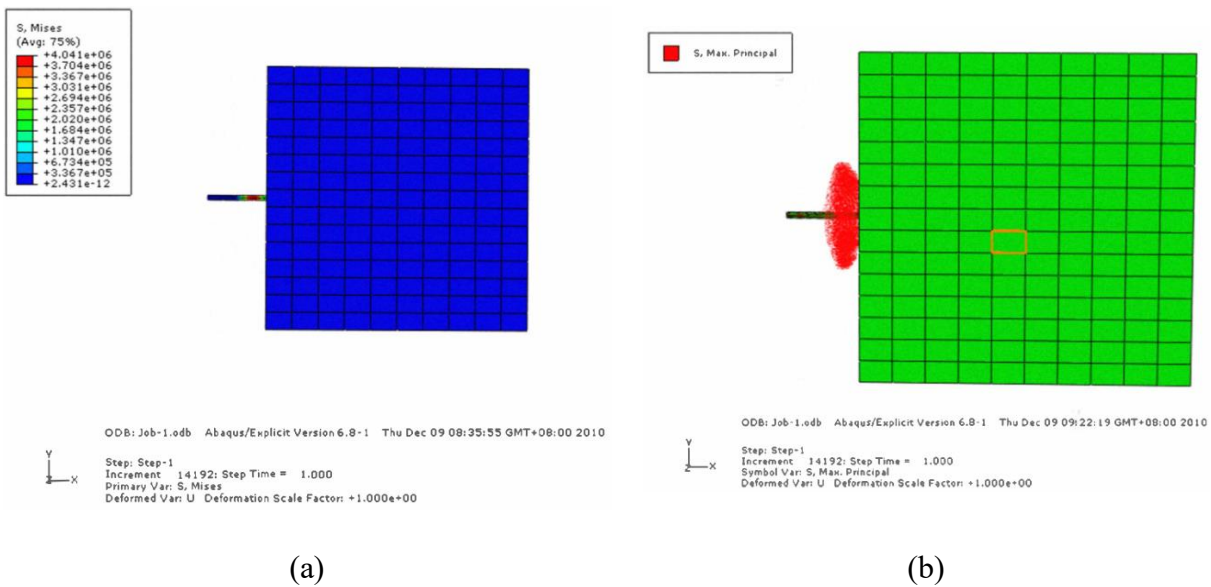 S, Mises
(Avg: 75%)
+4.041e+06
+3.704e+06
+3.367e+06
+3.031e+06
+2.694e+06
+2.357e+06
+2.020e+06
+1.684e+06
+1.347e+06
+1.010e+06
+6.734e+05
+3.367e+05
+2.431e-12
ODB: Job-1.odb Abaqus/Explicit Version 6.8-1 Thu Dec 09 08:35:55 GMT+08:00 2010
Y
Z X
Step: Step-1
Increment 14192: Step Time = 1.000
Primary Var: S, Mises
Deformed Var: U Deformation Scale Factor: +1.000e+00
(a)
S, Max. Principal
ODB: Job-1.odb Abaqus/Explicit Version 6.8-1 Thu Dec 09 09:22:19 GMT+08:00 2010
Y
Z X
Step: Step-1
Increment 14192: Step Time = 1.000
Symbol Var: S, Max. Principal
Deformed Var: U Deformation Scale Factor: +1.000e+00
(b)